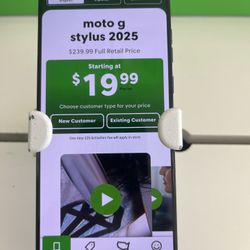 moto g
stylus 2025
$239.99 Full Retail Price
Starting at
$19.99
Choose customer type for your price
New Customer
Existing Customer